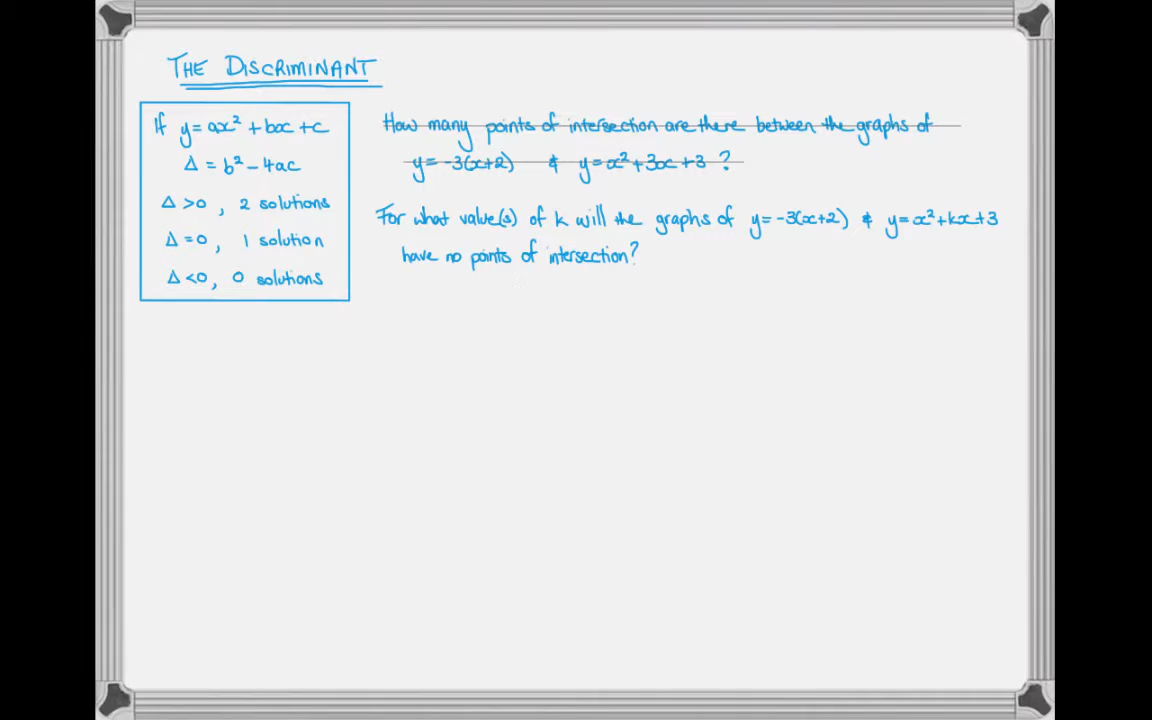 THE DISCRIMINANT
If y = ax² + bx + c
Δ = b² - 4ac
Δ > 0, 2 solutions
Δ = 0, 1 solution
Δ < 0, 0 solutions
How many points of intersection are there between the graphs of
y = -3(x+2) & y = x² + 3x + 3 ?
For what value(s) of k will the graphs of y = -3(x+2) & y = x² + kx + 3
have no points of intersection?